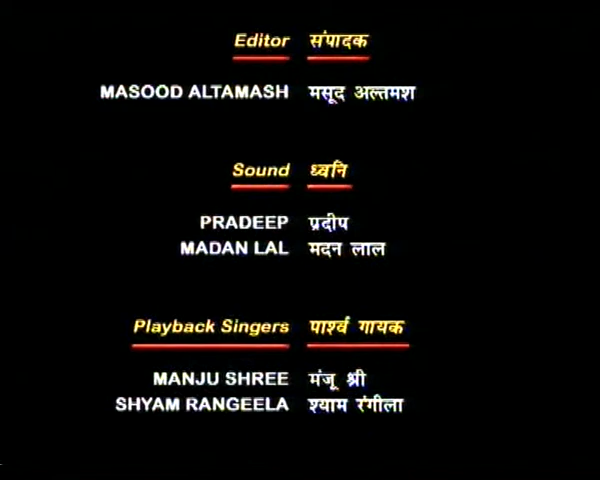 Editor संपादक
MASOOD ALTAMASH मसूद अल्तमश
Sound ध्वनि
PRADEEP प्रदीप
MADAN LAL मदन लाल
Playback Singers पार्श्व गायक
MANJU SHREE मंजू श्री
SHYAM RANGEELA श्याम रंगीला